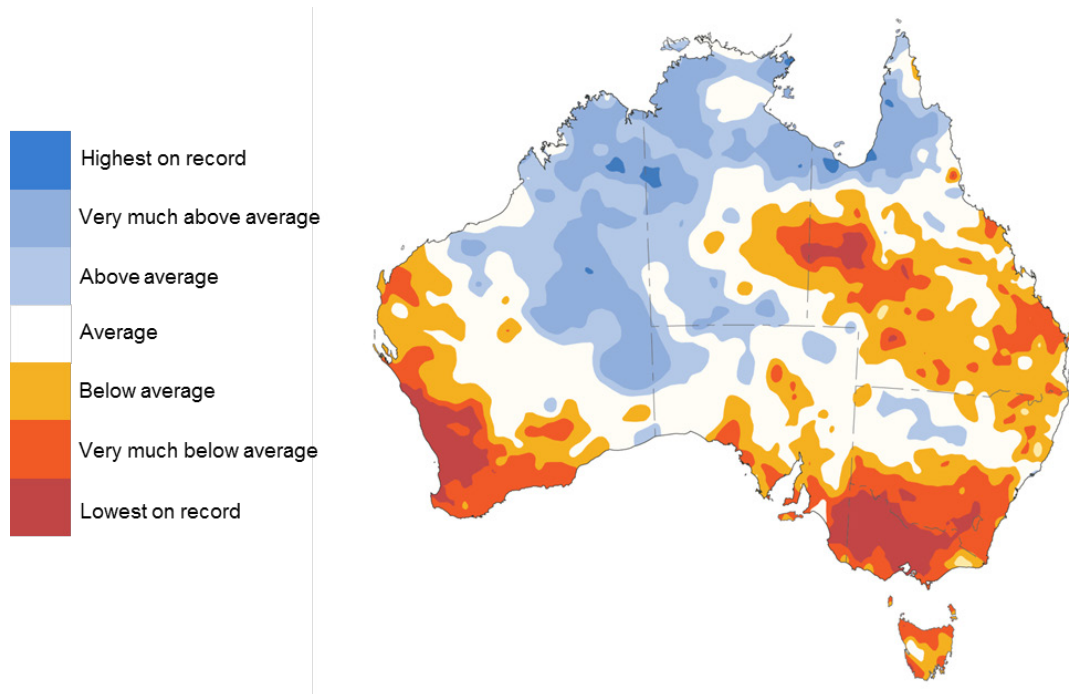 Highest on record
Very much above average
Above average
Average
Below average
Very much below average
Lowest on record